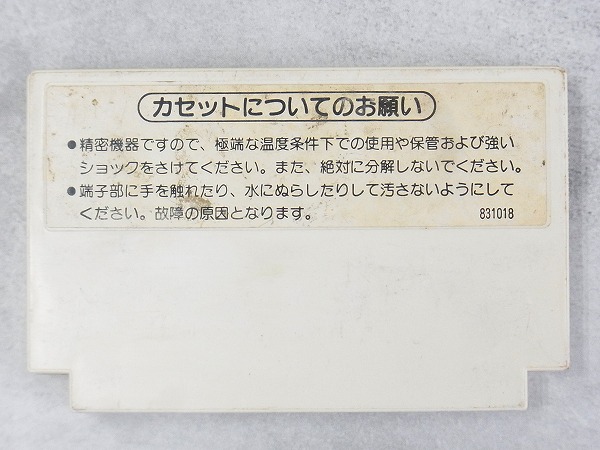 カセットについてのお願い
●精密機器ですので、極端な温度条件下での使用や保管および強い
ショックをさけてください。また、絶対に分解しないでください。
●端子部に手を触れたり、水にぬらしたりして汚さないようにして
ください。故障の原因となります。
831018